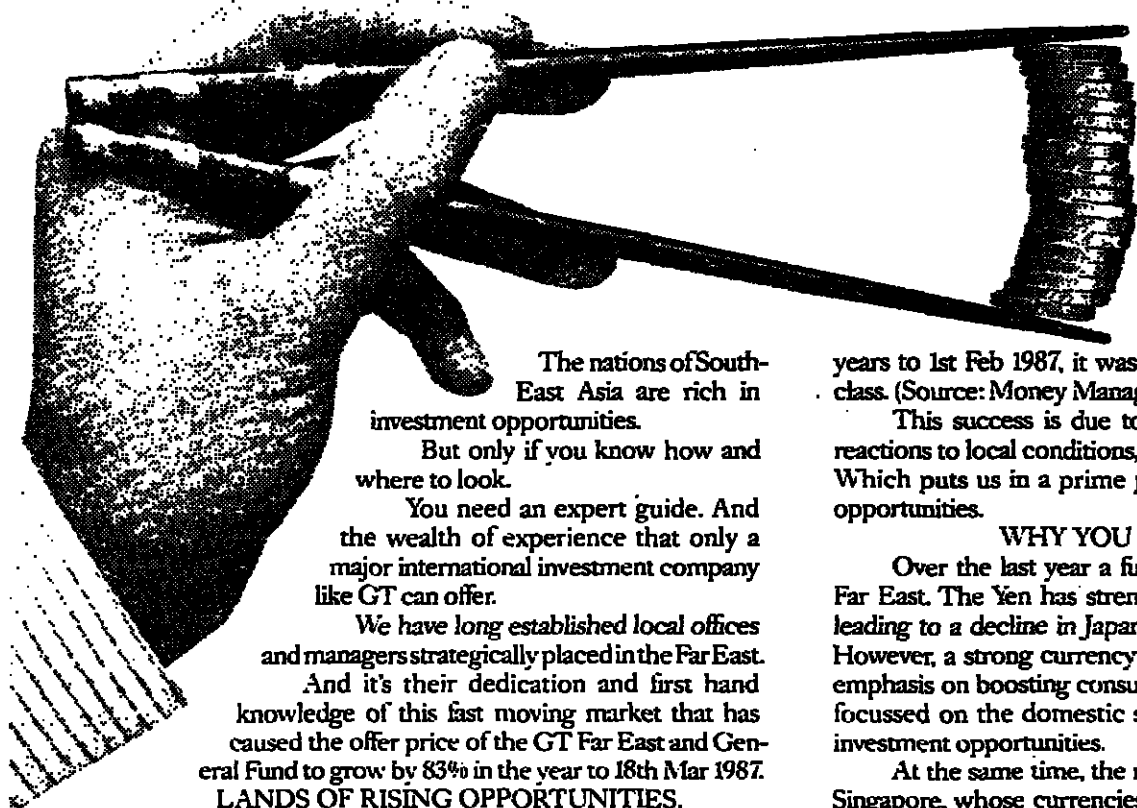 The nations of South-
East Asia are rich in
investment opportunities.
But only if you know how and
where to look.
You need an expert guide. And
the wealth of experience that only a
major international investment company
like GT can offer.
We have long established local offices
and managers strategically placed in the Far East.
And it's their dedication and first hand
knowledge of this fast moving market that has
caused the offer price of the GT Far East and Gen-
eral Fund to grow by 83% in the year to 18th Mar 1987.
LANDS OF RISING OPPORTUNITIES.
years to 1st Feb 1987, it was
class. (Source: Money Manag
This success is due to
reactions to local conditions,
Which puts us in a prime p
opportunities.
WHY YOU
Over the last year a fu
Far East. The Yen has stren
leading to a decline in Japan
However, a strong currency
emphasis on boosting consu
focussed on the domestic s
investment opportunities.
At the same time, the r
Singapore, whose currencies